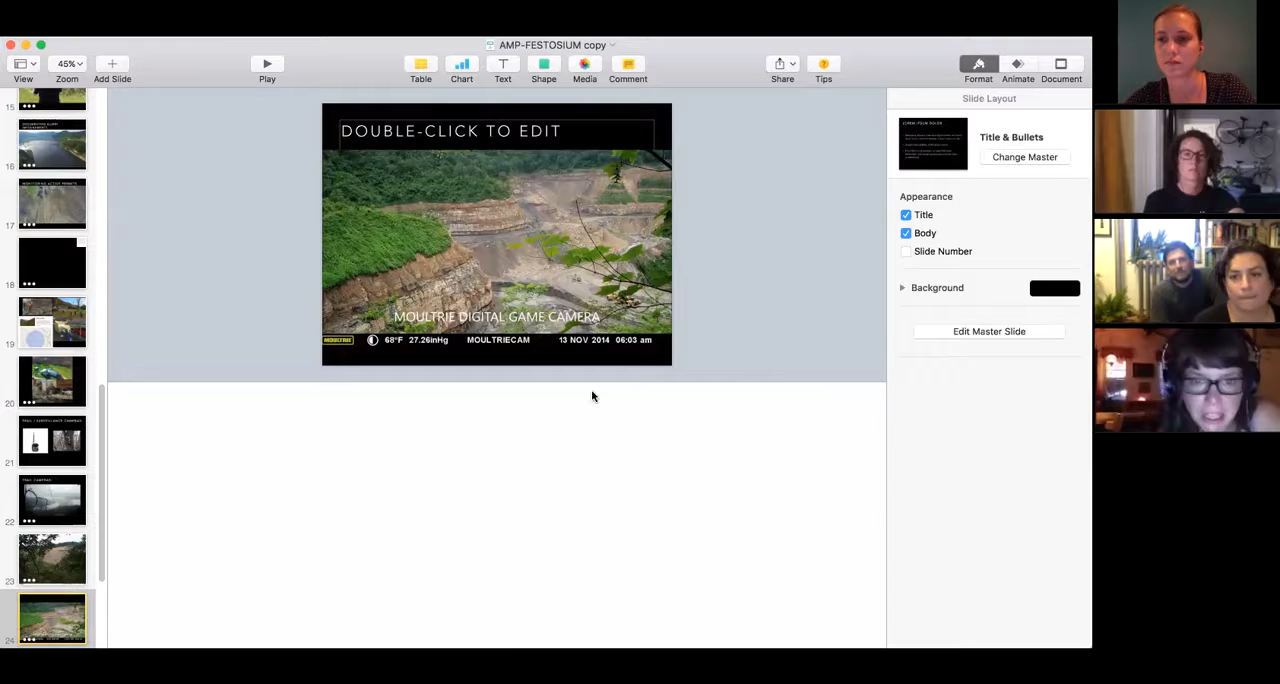 AMP-FESTOSIUM copy
45%
View
Zoom
Add Slide
Play
Table
Chart
Text
Shape
Media
Comment
Share
Tips
Format
Animate
Document
Slide Layout
Title & Bullets
Change Master
Appearance
Title
Body
Slide Number
Background
Edit Master Slide
DOUBLE-CLICK TO EDIT
MOULTRIE DIGITAL GAME CAMERA
MOULTRIE
68°F 27.26inHg
MOULTRIECAM
13 NOV 2014 06:03 am
15
16
17
18
19
20
21
22
23
24